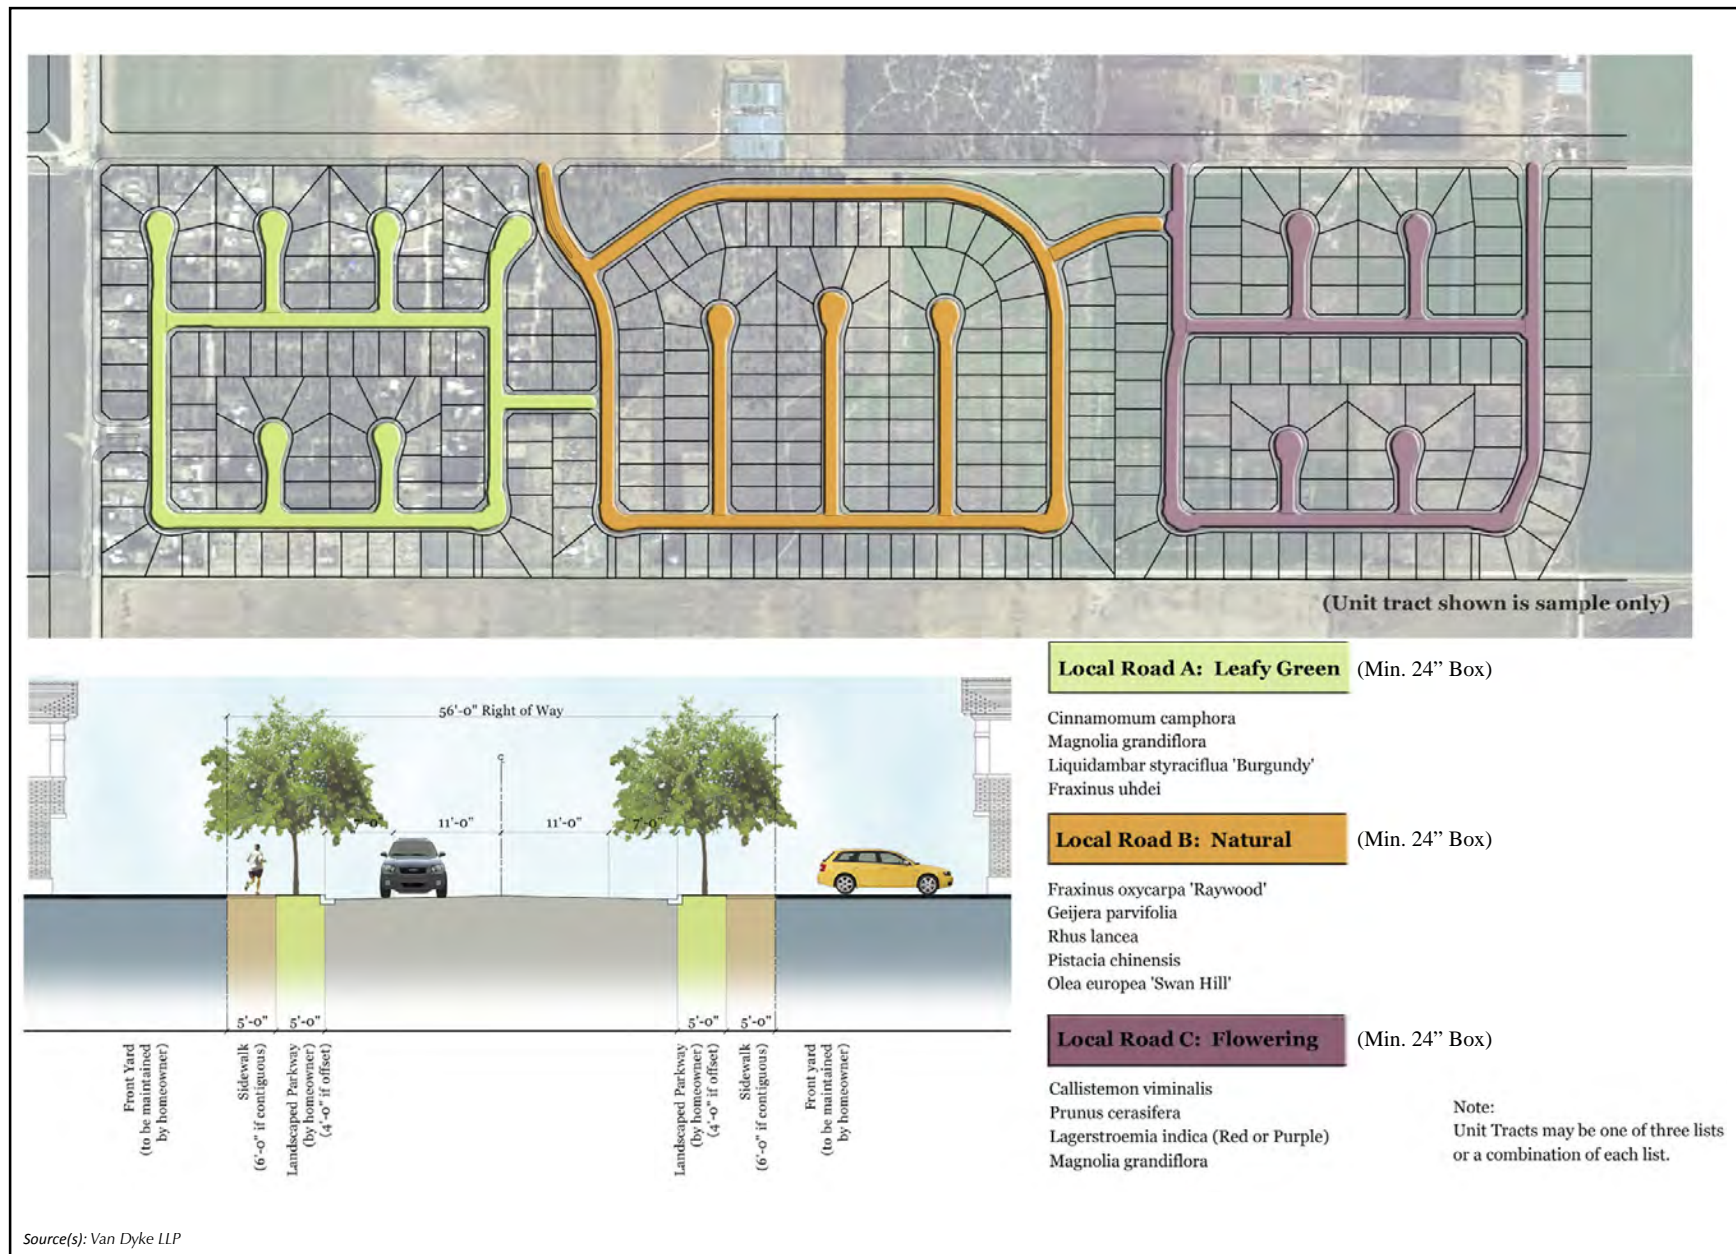 (Unit tract shown is sample only)
56'-0" Right of Way
7'-0"
11'-0"
11'-0"
7'-0"
5'-0"
5'-0"
5'-0"
5'-0"
Front Yard
(to be maintained
by homeowner)
Sidewalk
(6'-0" if contiguous)
Landscaped Parkway
(by homeowner)
(4'-0" if offset)
Landscaped Parkway
(by homeowner)
(4'-0" if offset)
Sidewalk
(6'-0" if contiguous)
Front yard
(to be maintained
by homeowner)
Local Road A: Leafy Green (Min. 24” Box)
Cinnamomum camphora
Magnolia grandiflora
Liquidambar styraciflua 'Burgundy'
Fraxinus uhdei
Local Road B: Natural (Min. 24” Box)
Fraxinus oxycarpa 'Raywood'
Geijera parvifolia
Rhus lancea
Pistacia chinensis
Olea europea 'Swan Hill'
Local Road C: Flowering (Min. 24” Box)
Callistemon viminalis
Prunus cerasifera
Lagerstroemia indica (Red or Purple)
Magnolia grandiflora
Note:
Unit Tracts may be one of three lists
or a combination of each list.
Source(s): Van Dyke LLP